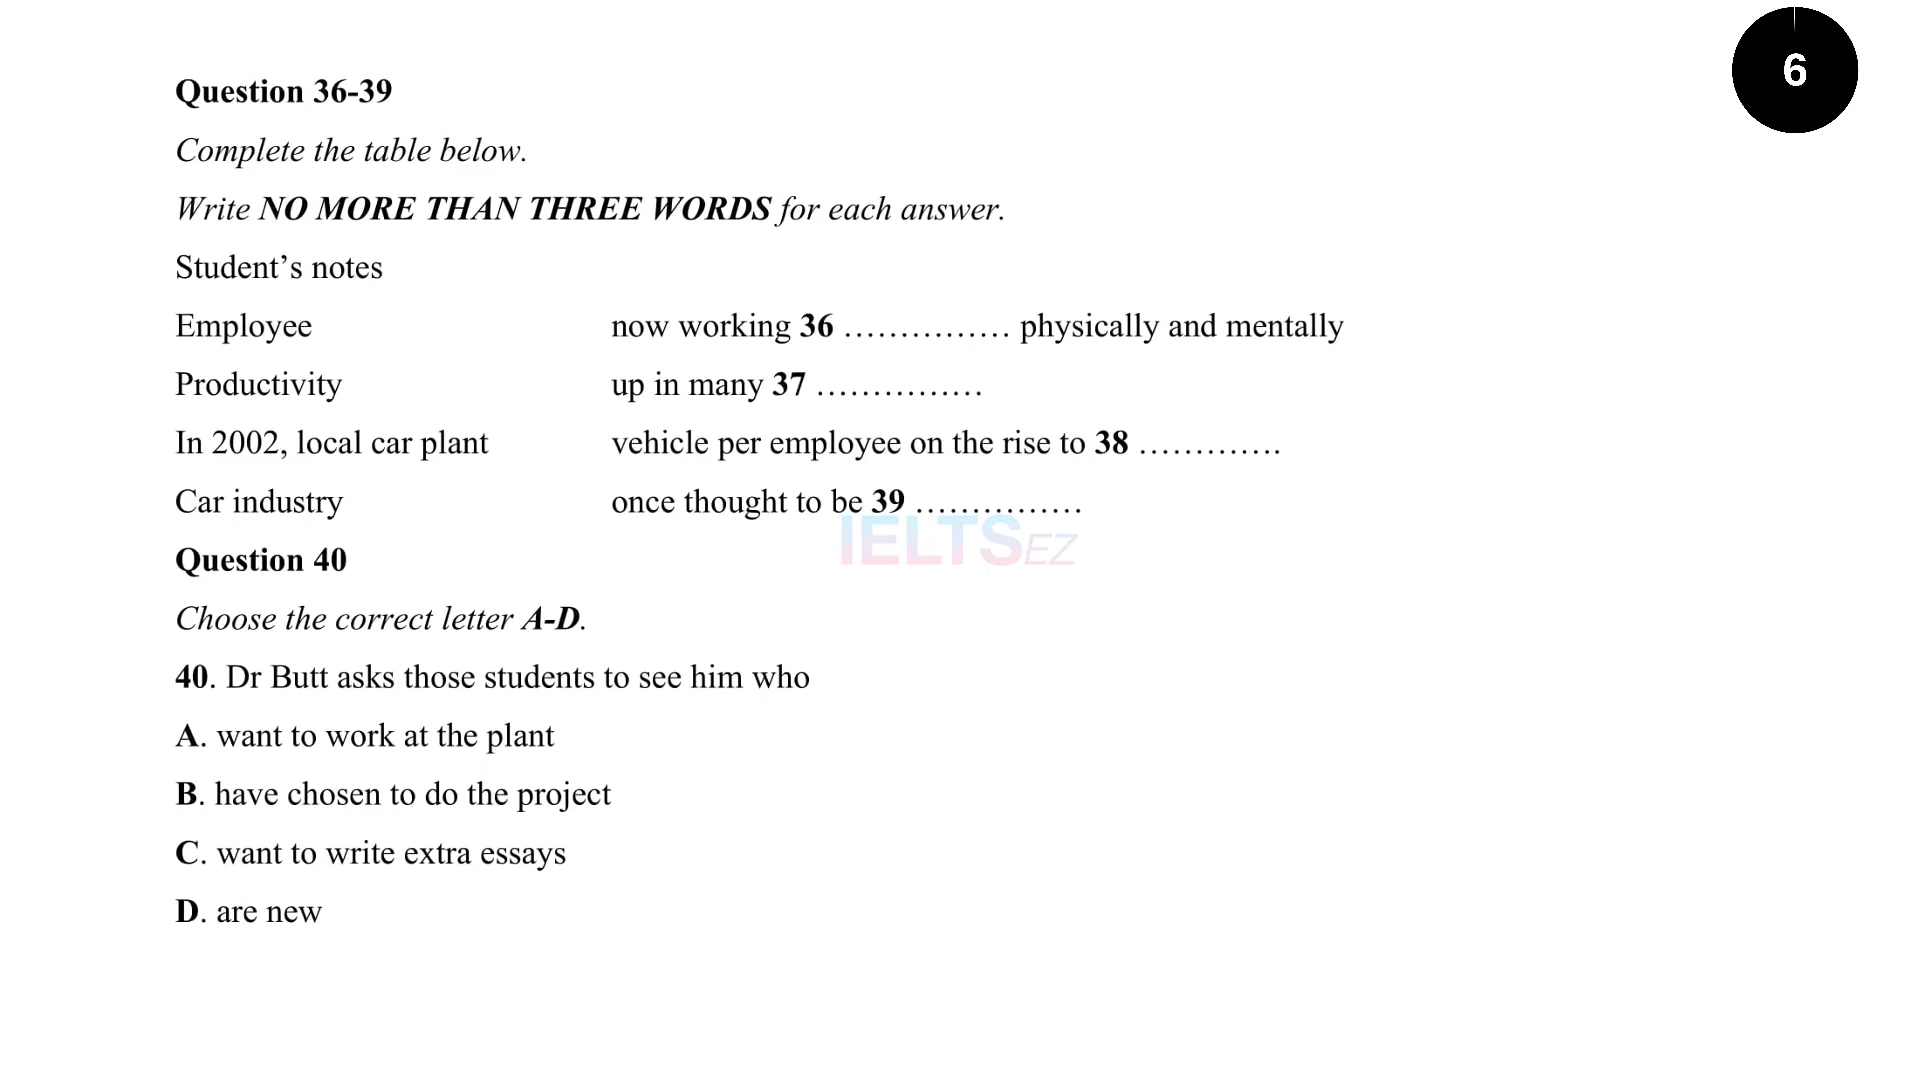 6
Question 36-39
Complete the table below.
Write NO MORE THAN THREE WORDS for each answer.
Student’s notes
Employee now working 36 …………… physically and mentally
Productivity up in many 37 ……………
In 2002, local car plant vehicle per employee on the rise to 38 ………….
Car industry once thought to be 39 ……………
IELTSEZ
Question 40
Choose the correct letter A-D.
40. Dr Butt asks those students to see him who
A. want to work at the plant
B. have chosen to do the project
C. want to write extra essays
D. are new